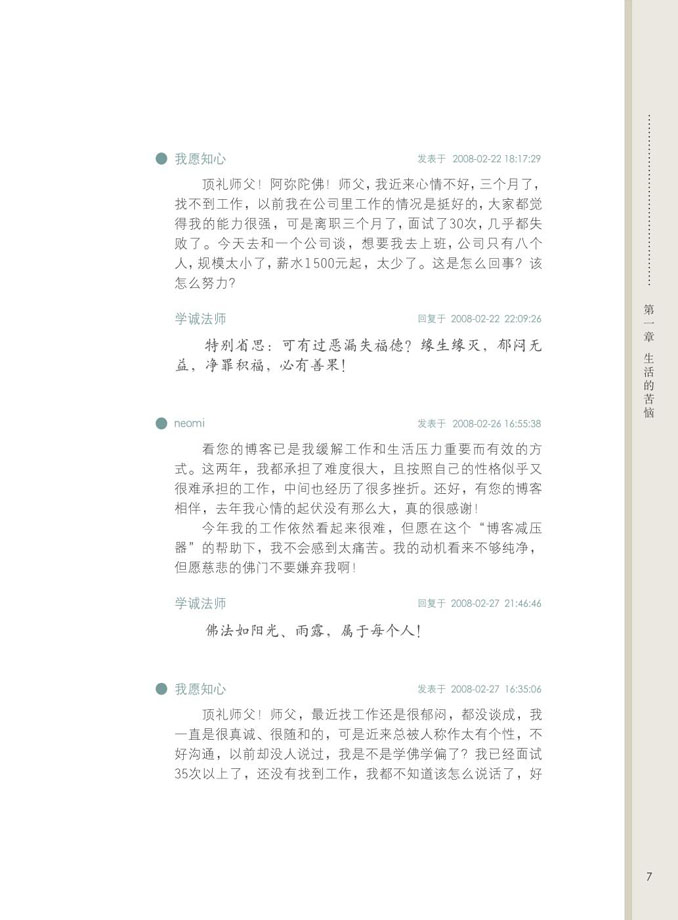 我愿知心 发表于 2008-02-22 18:17:29
顶礼师父！阿弥陀佛！师父，我近来心情不好，三个月了，
找不到工作，以前我在公司里工作的情况是挺好的，大家都觉
得我的能力很强，可是离职三个月了，面试了30次，几乎都失
败了。今天去和一个公司谈，想要我去上班，公司只有八个
人，规模太小了，薪水1500元起，太少了。这是怎么回事？该
怎么努力？
学诚法师 回复于 2008-02-22 22:09:26
特别省思：可有过恶漏失福德？缘生缘灭，郁闷无
益，净罪积福，必有善果！
neomi 发表于 2008-02-26 16:55:38
看您的博客已是我缓解工作和生活压力重要而有效的方
式。这两年，我都承担了难度很大，且按照自己的性格似乎又
很难承担的工作，中间也经历了很多挫折。还好，有您的博客
相伴，去年我心情的起伏没有那么大，真的很感谢！
今年我的工作依然看起来很难，但愿在这个“博客减压
器”的帮助下，我不会感到太痛苦。我的动机看来不够纯净，
但愿慈悲的佛门不要嫌弃我啊！
学诚法师 回复于 2008-02-27 21:46:46
佛法如阳光、雨露，属于每个人！
我愿知心 发表于 2008-02-27 16:35:06
顶礼师父！师父，最近找工作还是很郁闷，都没谈成，我
一直是很真诚、很随和的，可是近来总被人称作太有个性，不
好沟通，以前却没人说过，我是不是学佛学偏了？我已经面试
35次以上了，还没有找到工作，我都不知道该怎么说话了，好
第一章 生活的苦恼
7